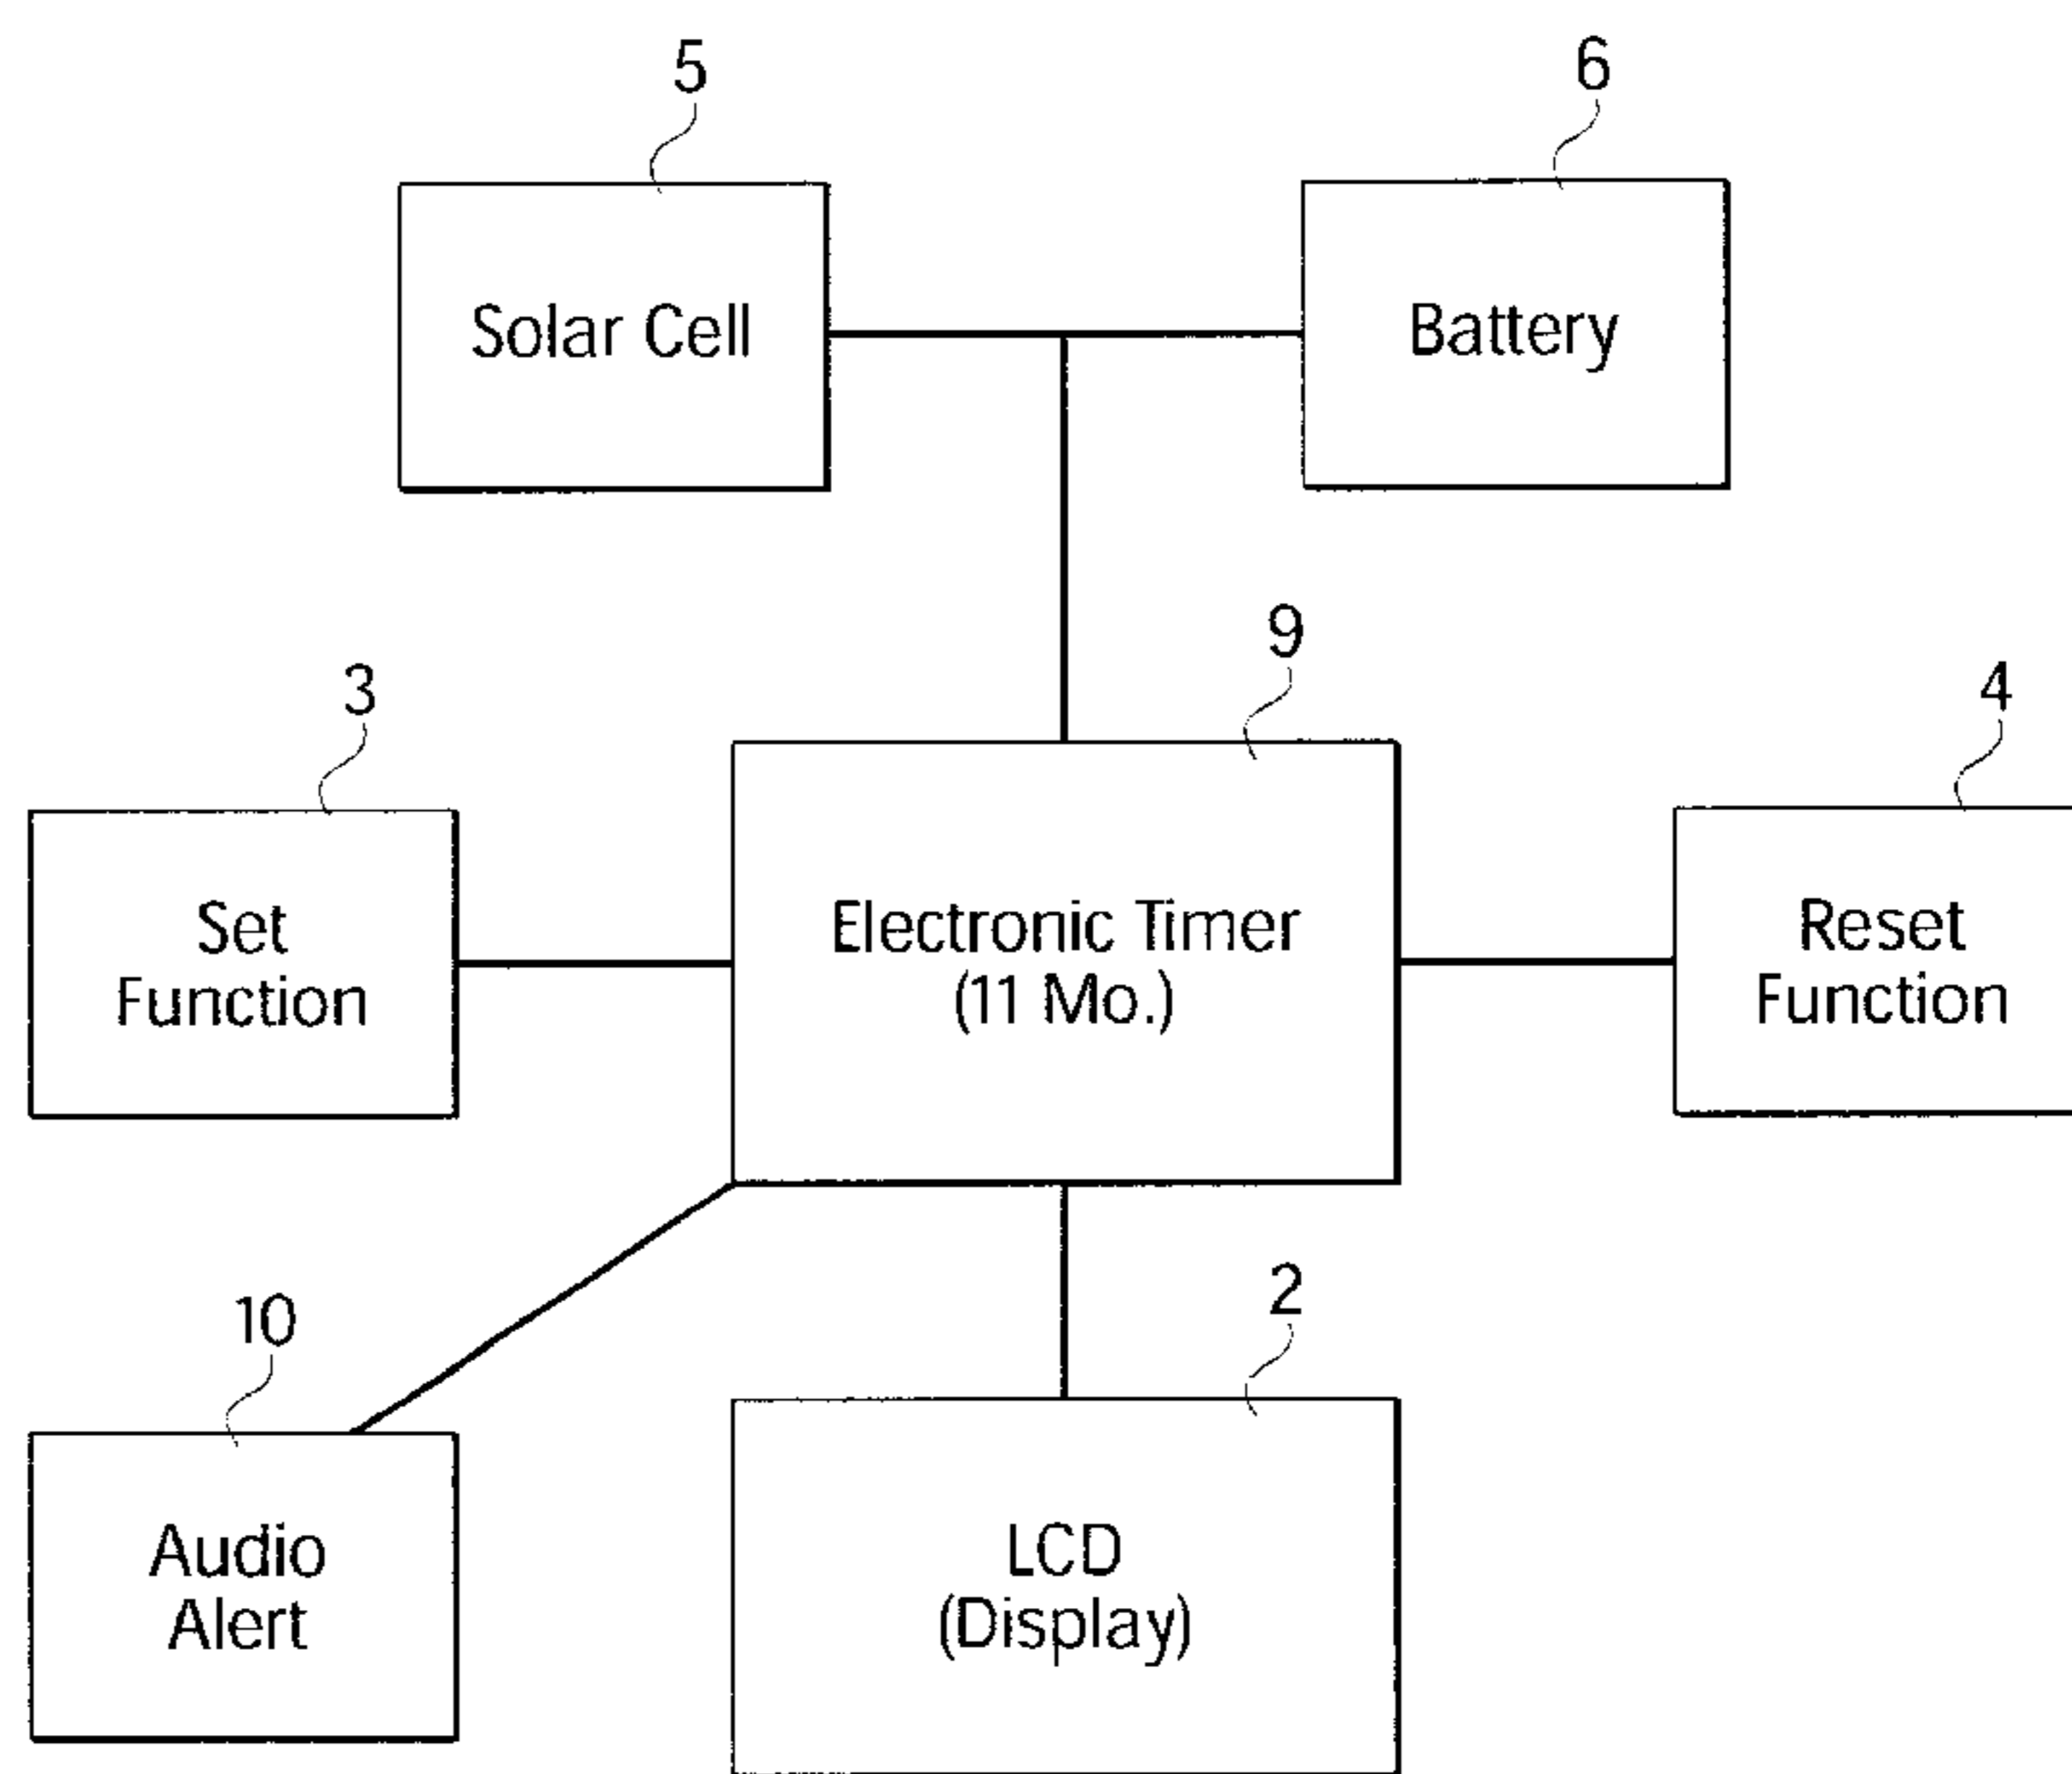 5
6
Solar Cell
Battery
9
3
4
Set
Function
Electronic Timer
(11 Mo.)
Reset
Function
10
2
Audio
Alert
LCD
(Display)